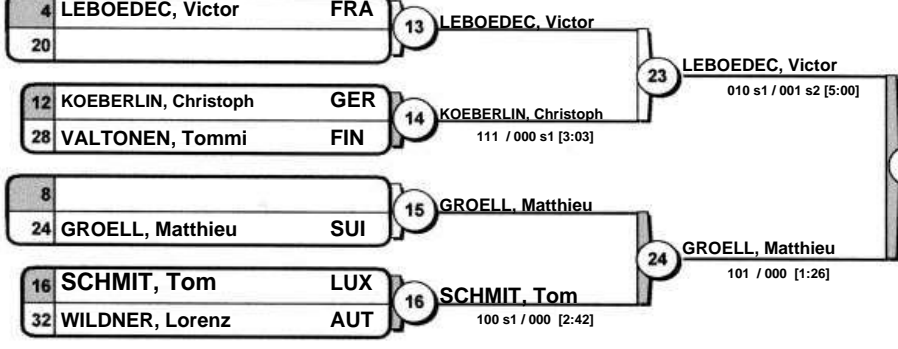 4 LEBOEDEC, Victor FRA
20
13
LEBOEDEC, Victor
12 KOEBERLIN, Christoph GER
28 VALTONEN, Tommi FIN
14
KOEBERLIN, Christoph
111 / 000 s1 [3:03]
23
LEBOEDEC, Victor
010 s1 / 001 s2 [5:00]
8
24 GROELL, Matthieu SUI
15
GROELL, Matthieu
16 SCHMIT, Tom LUX
32 WILDNER, Lorenz AUT
16
SCHMIT, Tom
100 s1 / 000 [2:42]
24
GROELL, Matthieu
101 / 000 [1:26]